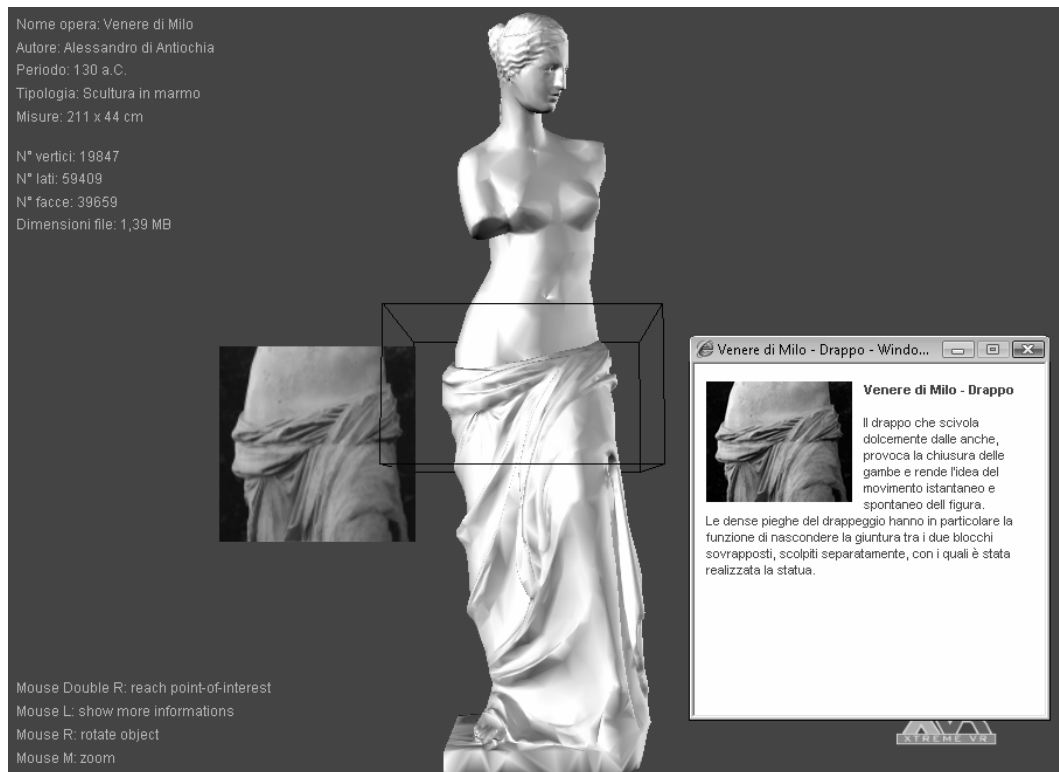 Nome opera: Venere di Milo
Autore: Alessandro di Antiochia
Periodo: 130 a.C.
Tipologia: Scultura in marmo
Misure: 211 x 44 cm
N° vertici: 19847
N° lati: 59409
N° facce: 39659
Dimensioni file: 1,39 MB
Venere di Milo - Drappo - Windo...
Venere di Milo - Drappo
Il drappo che scivola
dolcemente dalle anche,
provoca la chiusura delle
gambe e rende l'idea del
movimento istantaneo e
spontaneo dell figura.
Le dense pieghe del drappeggio hanno in particolare la
funzione di nascondere la giuntura tra i due blocchi
sovrapposti, scolpiti separatamente, con i quali è stata
realizzata la statua.
Mouse Double R: reach point-of-interest
Mouse L: show more informations
Mouse R: rotate object
Mouse M: zoom
XTREME VR